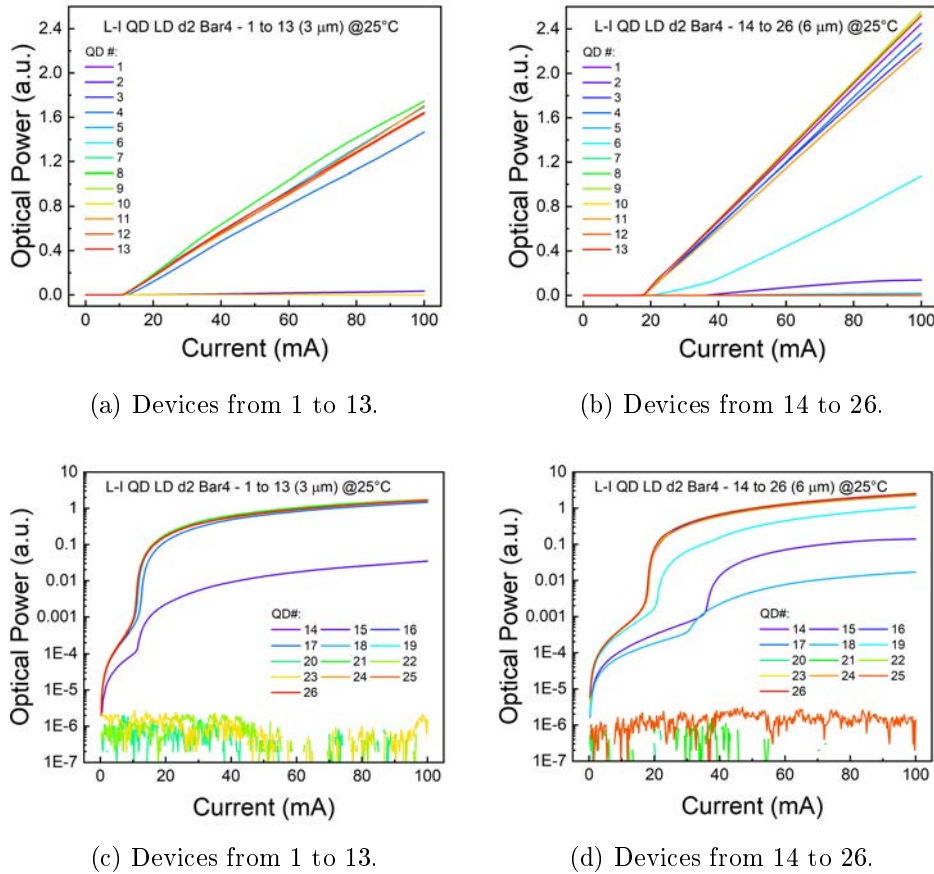 L-I QD LD d2 Bar4 - 1 to 13 (3 μm) @25°C
QD #:
1
2
3
4
5
6
7
8
9
10
11
12
13
Optical Power (a.u.)
2.4
2.0
1.6
1.2
0.8
0.4
0.0
0 20 40 60 80 100
Current (mA)
(a) Devices from 1 to 13.
L-I QD LD d2 Bar4 - 14 to 26 (6 μm) @25°C
QD #:
1
2
3
4
5
6
7
8
9
10
11
12
13
Optical Power (a.u.)
2.4
2.0
1.6
1.2
0.8
0.4
0.0
0 20 40 60 80 100
Current (mA)
(b) Devices from 14 to 26.
L-I QD LD d2 Bar4 - 1 to 13 (3 μm) @25°C
Optical Power (a.u.)
10
1
0.1
0.01
0.001
1E-4
1E-5
1E-6
1E-7
QD#:
14 15 16
17 18 19
20 21 22
23 24 25
26
0 20 40 60 80 100
Current (mA)
(c) Devices from 1 to 13.
L-I QD LD d2 Bar4 - 14 to 26 (6 μm) @25°C
Optical Power (a.u.)
10
1
0.1
0.01
0.001
1E-4
1E-5
1E-6
1E-7
QD#:
14 15 16
17 18 19
20 21 22
23 24 25
26
0 20 40 60 80 100
Current (mA)
(d) Devices from 14 to 26.